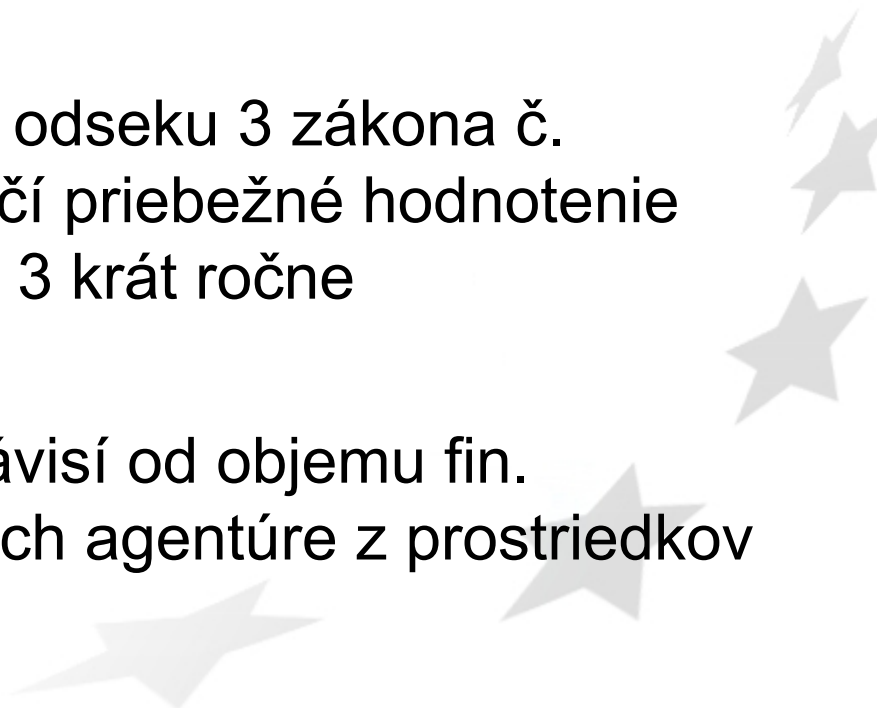 odseku 3 zákona č.
čí priebežné hodnotenie
3 krát ročne
ávisí od objemu fin.
ch agentúre z prostriedkov